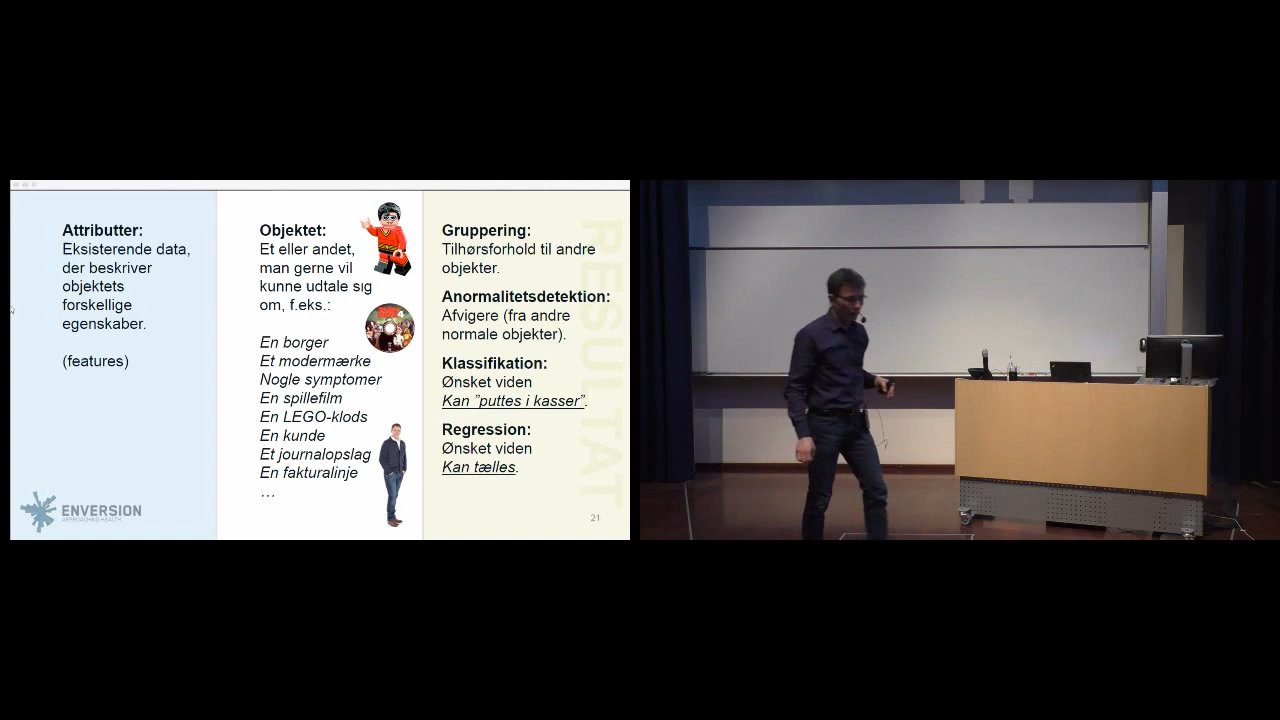 Attributter:
Eksisterende data,
der beskriver
objektets
forskellige
egenskaber.
(features)
ENVERSION
APPROACHING HEALTH
Objektet:
Et eller andet,
man gerne vil
kunne udtale sig
om, f.eks.:
En borger
Et modermærke
Nogle symptomer
En spillefilm
En LEGO-klods
En kunde
Et journalopslag
En fakturalinje
…
4
Gruppering:
Tilhørsforhold til andre
objekter.
Anormalitetsdetektion:
Afvigere (fra andre
normale objekter).
Klassifikation:
Ønsket viden
Kan ”puttes i kasser”.
Regression:
Ønsket viden
Kan tælles.
RESULTAT
21